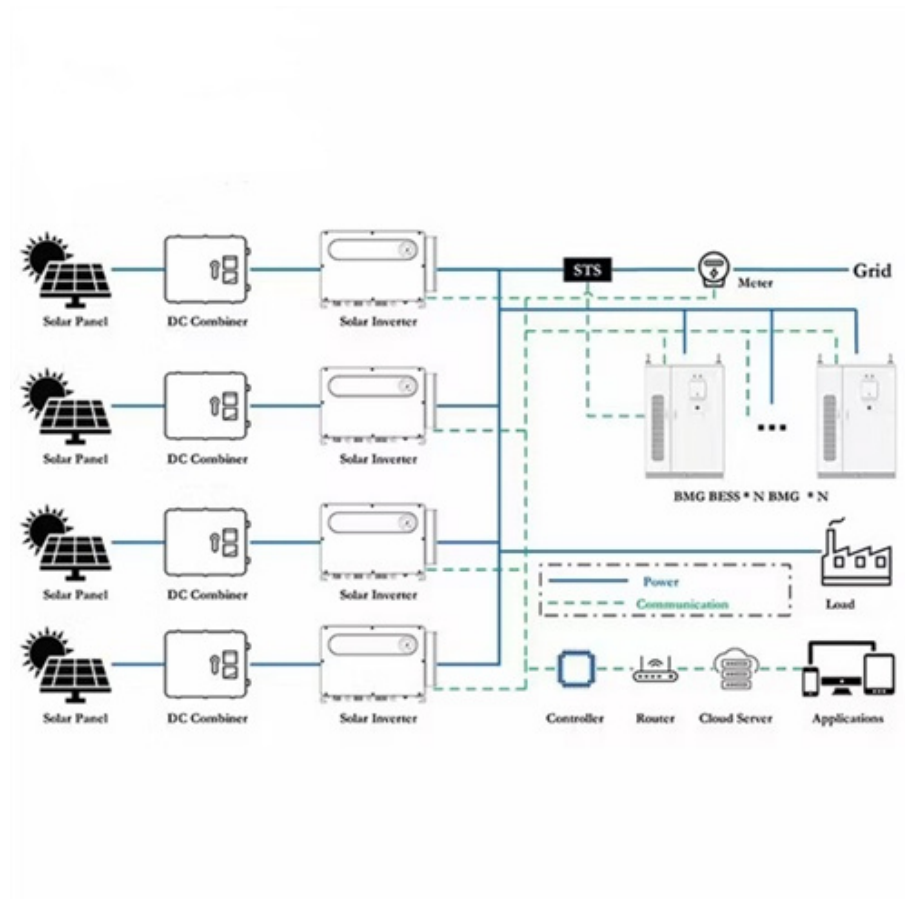 STS
Grid
Meter
Solar Panel DC Combiner Solar Inverter
Solar Panel DC Combiner Solar Inverter
BMG BESS * N BMG * N
Solar Panel DC Combiner Solar Inverter
Power
Communication
Load
Solar Panel DC Combiner Solar Inverter
Controller Router Cloud Server Applications